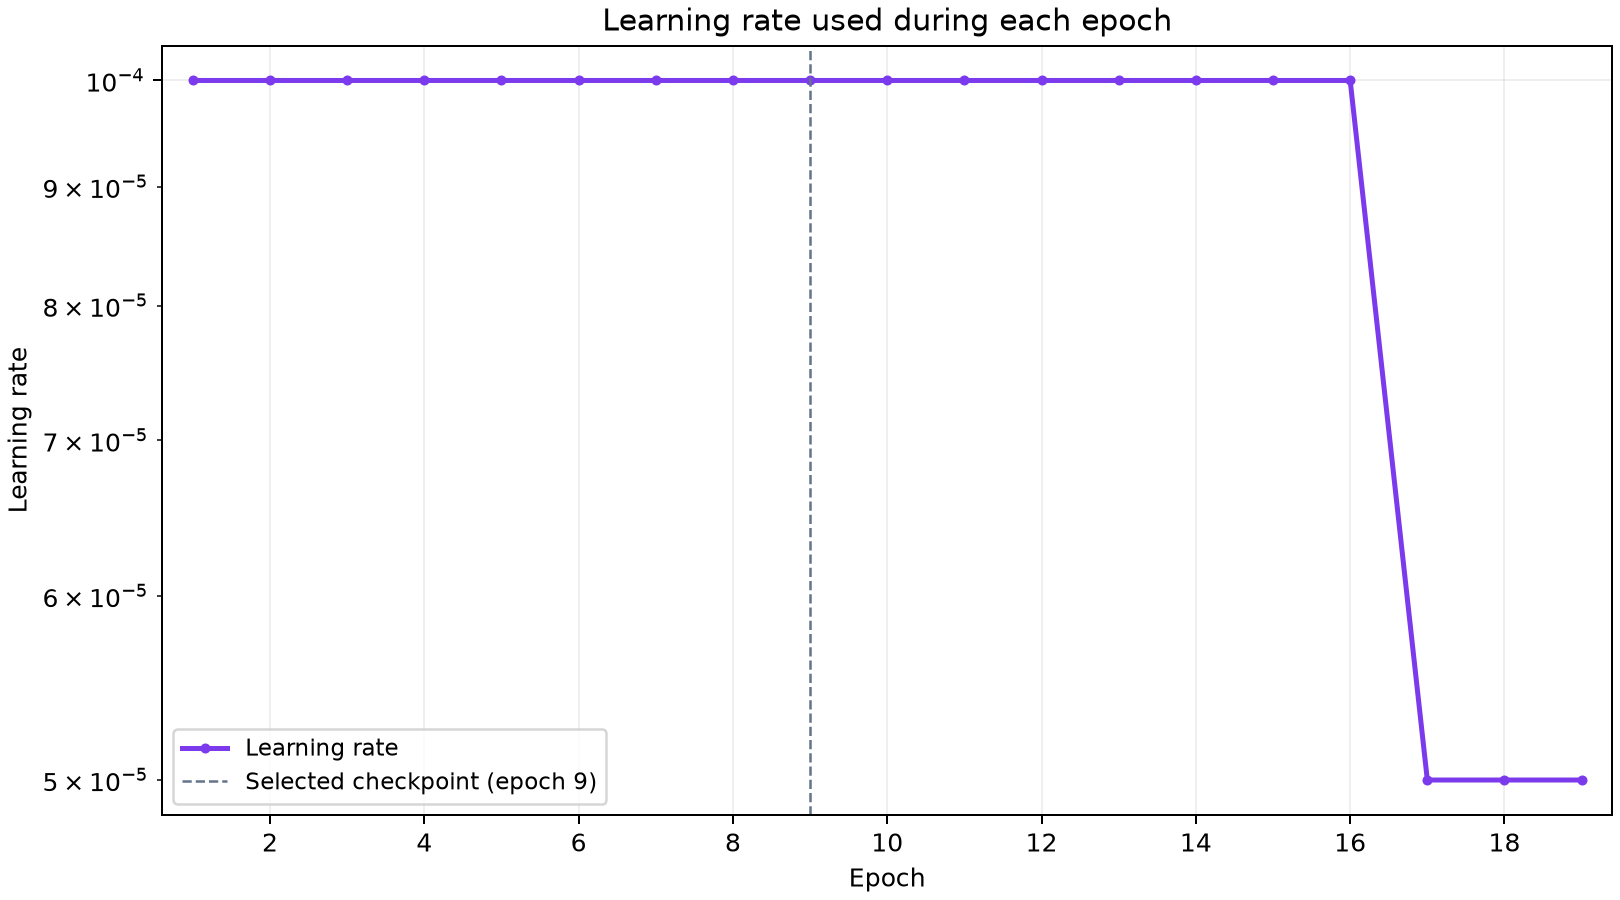 Learning rate used during each epoch
Learning rate
10⁻⁴
9 × 10⁻⁵
8 × 10⁻⁵
7 × 10⁻⁵
6 × 10⁻⁵
5 × 10⁻⁵
Learning rate
Selected checkpoint (epoch 9)
2 4 6 8 10 12 14 16 18
Epoch